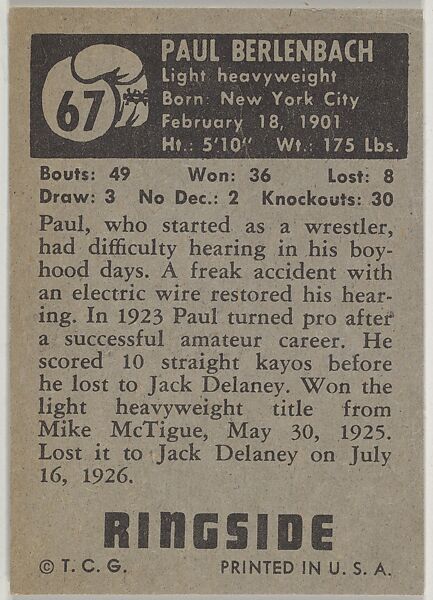 67
PAUL BERLENBACH
Light heavyweight
Born: New York City
February 18, 1901
Ht.: 5'10" Wt.: 175 Lbs.
Bouts: 49 Won: 36 Lost: 8
Draw: 3 No Dec.: 2 Knockouts: 30
Paul, who started as a wrestler,
had difficulty hearing in his boy-
hood days. A freak accident with
an electric wire restored his hear-
ing. In 1923 Paul turned pro after
a successful amateur career. He
scored 10 straight kayos before
he lost to Jack Delaney. Won the
light heavyweight title from
Mike McTigue, May 30, 1925.
Lost it to Jack Delaney on July
16, 1926.
RINGSIDE
© T. C. G. PRINTED IN U. S. A.